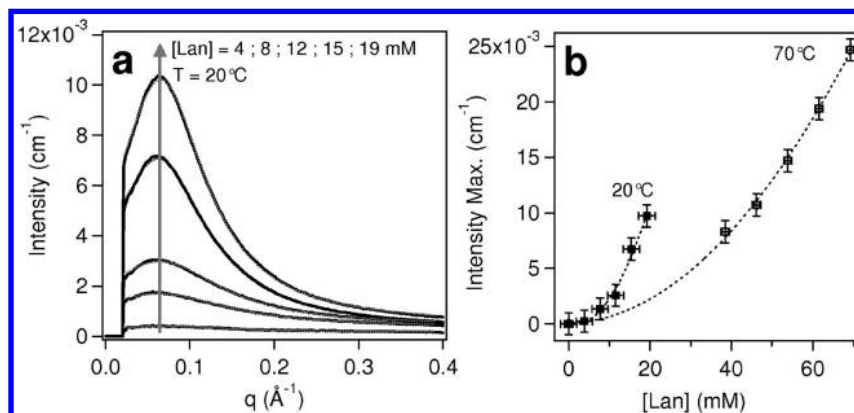 a
[Lan] = 4 ; 8 ; 12 ; 15 ; 19 mM
T = 20°C
12x10⁻³
10
8
6
4
2
0
Intensity (cm⁻¹)
0.0 0.1 0.2 0.3 0.4
q (Å⁻¹)
b
70°C
20°C
25x10⁻³
20
15
10
5
0
Intensity Max. (cm⁻¹)
0 20 40 60
[Lan] (mM)